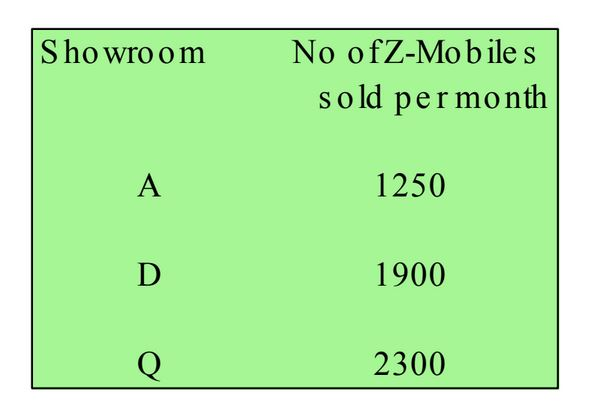 Showroom No of Z-Mobiles
sold per month
A 1250
D 1900
Q 2300